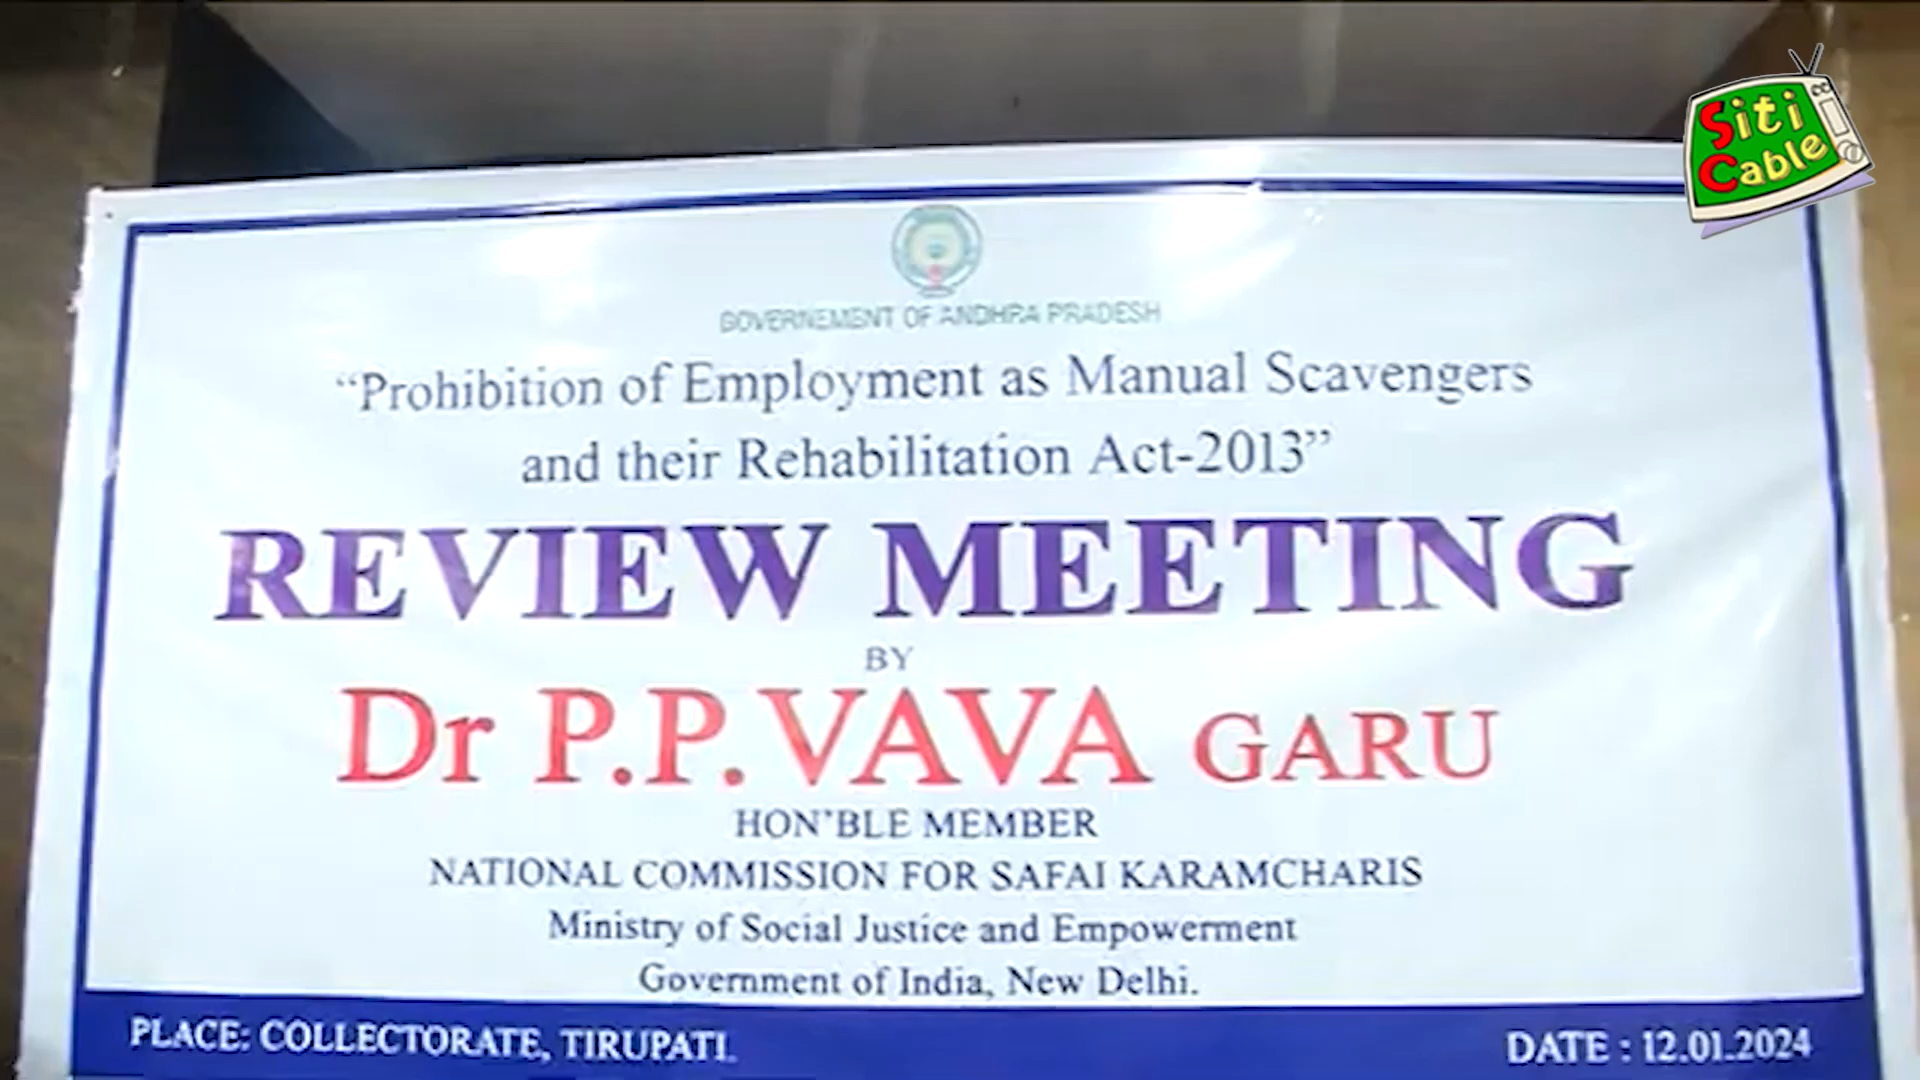 Siti
Cable
GOVERNEMENT OF ANDHRA PRADESH
“Prohibition of Employment as Manual Scavengers
and their Rehabilitation Act-2013”
REVIEW MEETING
BY
Dr P.P.VAVA GARU
HON'BLE MEMBER
NATIONAL COMMISSION FOR SAFAI KARAMCHARIS
Ministry of Social Justice and Empowerment
Government of India, New Delhi.
PLACE: COLLECTORATE, TIRUPATI.
DATE : 12.01.2024